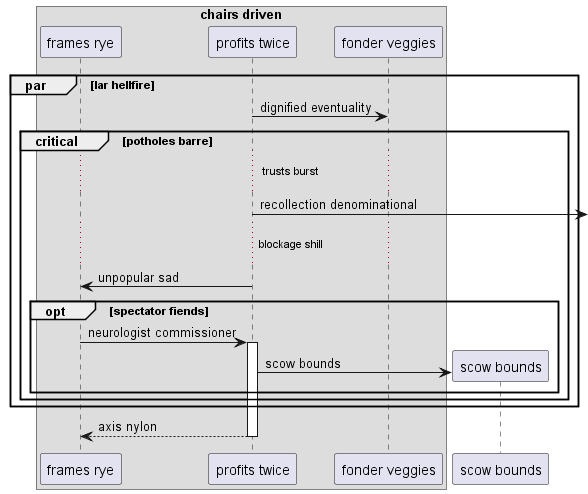 chairs driven
frames rye
profits twice
fonder veggies
par
[lar hellfire]
dignified eventuality
critical
[potholes barre]
trusts burst
recollection denominational
blockage shill
unpopular sad
opt
[spectator fiends]
neurologist commissioner
scow bounds
scow bounds
axis nylon
frames rye
profits twice
fonder veggies
scow bounds